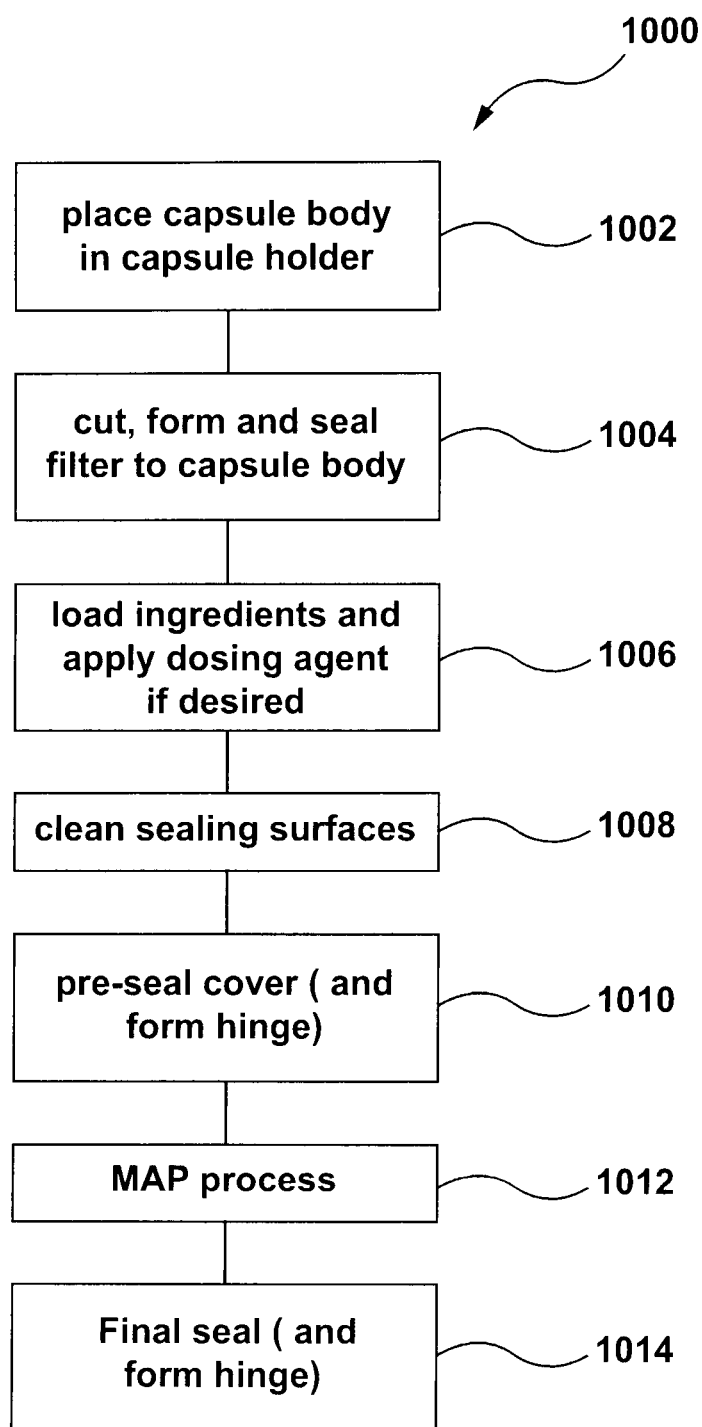 1000
place capsule body
in capsule holder
1002
cut, form and seal
filter to capsule body
1004
load ingredients and
apply dosing agent
if desired
1006
clean sealing surfaces
1008
pre-seal cover ( and
form hinge)
1010
MAP process
1012
Final seal ( and
form hinge)
1014